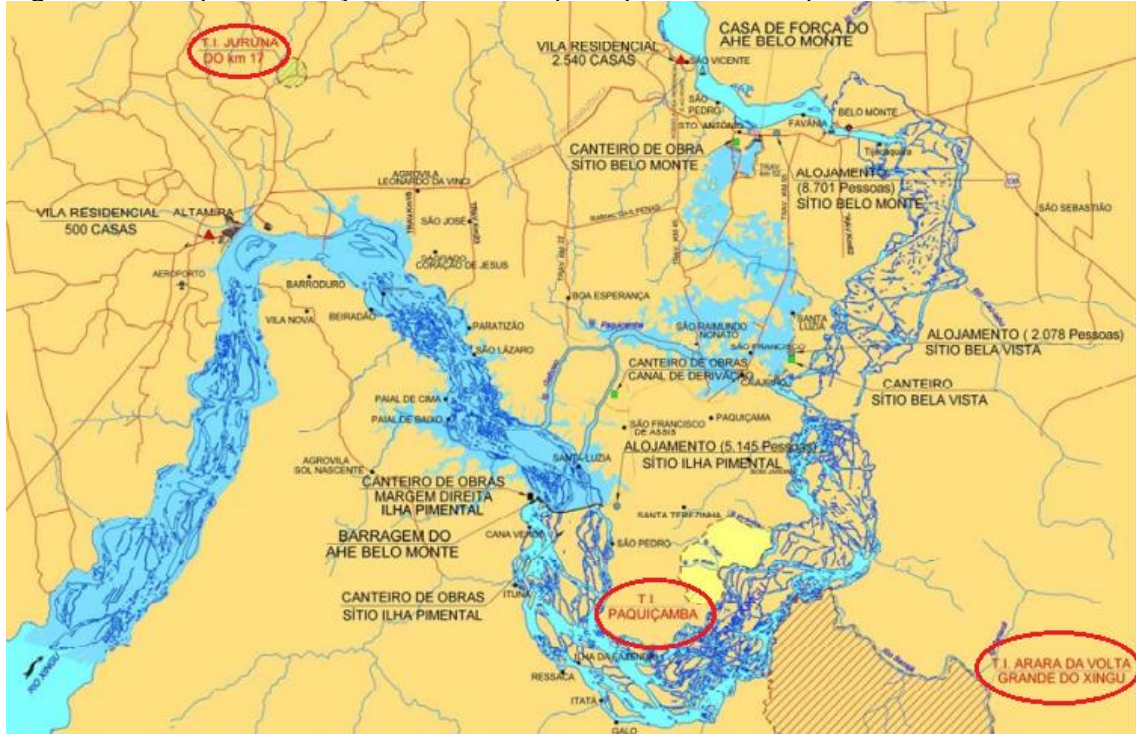 CASA DE FORÇA DO
AHE BELO MONTE
T.I. JURUNA
DO km 17
VILA RESIDENCIAL
2.540 CASAS
SÃO VICENTE
SÃO
PEDRO
BELO MONTE
STO. ANTÔNIO
FAVÂNIA
CANTEIRO DE OBRA
SÍTIO BELO MONTE
ALOJAMENTO
(8.701 Pessoas)
SÍTIO BELO MONTE
AGROVILA
LEONARDO DA VINCI
VILA RESIDENCIAL
500 CASAS
ALTAMIRA
SÃO JOSÉ
SÃO SEBASTIÃO
CORAÇÃO DE JESUS
AEROPORTO
BARRODURO
BOA ESPERANÇA
VILA NOVA
BEIRADÃO
PARATIZÃO
SÃO RAIMUNDO
NONATO
SANTA
LUZIA
ALOJAMENTO ( 2.078 Pessoas)
SÍTIO BELA VISTA
SÃO LÁZARO
SÃO FRANCISCO
CANTEIRO DE OBRAS
CANAL DE DERIVAÇÃO
CAJUEIRO
CANTEIRO
SÍTIO BELA VISTA
PAIAL DE CIMA
PAIAL DE BAIXO
PAQUIÇAMA
SÃO FRANCISCO
DE ASSIS
ALOJAMENTO (5.145 Pessoas)
SÍTIO ILHA PIMENTAL
AGROVILA
SOL NASCENTE
SANTA LUZIA
BOM JARDIM
CANTEIRO DE OBRAS
MARGEM DIREITA
ILHA PIMENTAL
SANTA TEREZINHA
BARRAGEM DO
AHE BELO MONTE
CANA VERDE
SÃO PEDRO
CANTEIRO DE OBRAS
SÍTIO ILHA PIMENTAL
ITUNA
T.I.
PAQUIÇAMBA
RIO XINGU
ILHA DA FAZENDA
RESSACA
T.I. ARARA DA VOLTA
GRANDE DO XINGU
ITATA
GALO